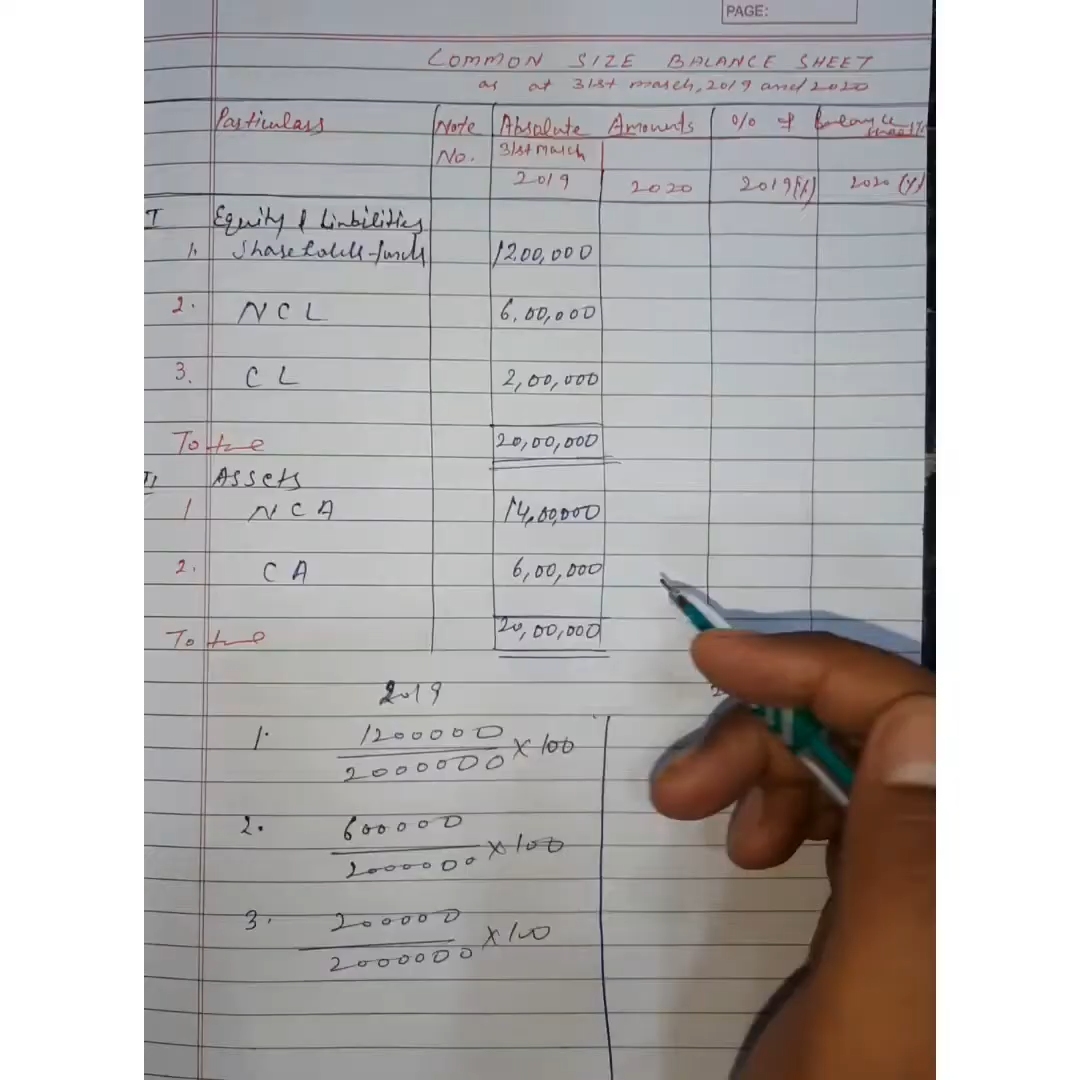 PAGE:
COMMON SIZE BALANCE SHEET
as at 31st march, 2019 and 2020
Particulars Note Absolute Amounts % of
No. 31st march
2019 2020 2019(%) 2020 (%)
I Equity & Liabilities
1. Shareholders funds 1200,000
2. NCL 6,00,000
3. CL 2,00,000
Total 20,00,000
Assets
1 NCA 14,00,000
2. CA 6,00,000
Total 20,00,000
2019
1. 1200000
2000000 × 100
2. 600000
2000000 × 100
3. 200000
2000000 × 100